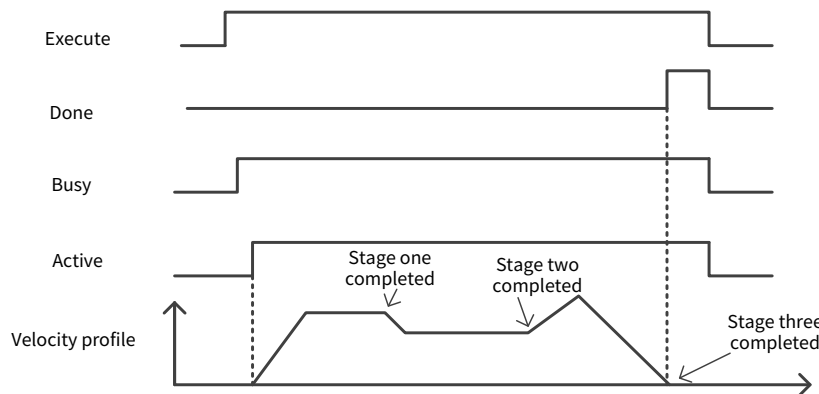 Execute
Done
Busy
Active
Stage one
completed
Stage two
completed
Velocity profile
Stage three
completed